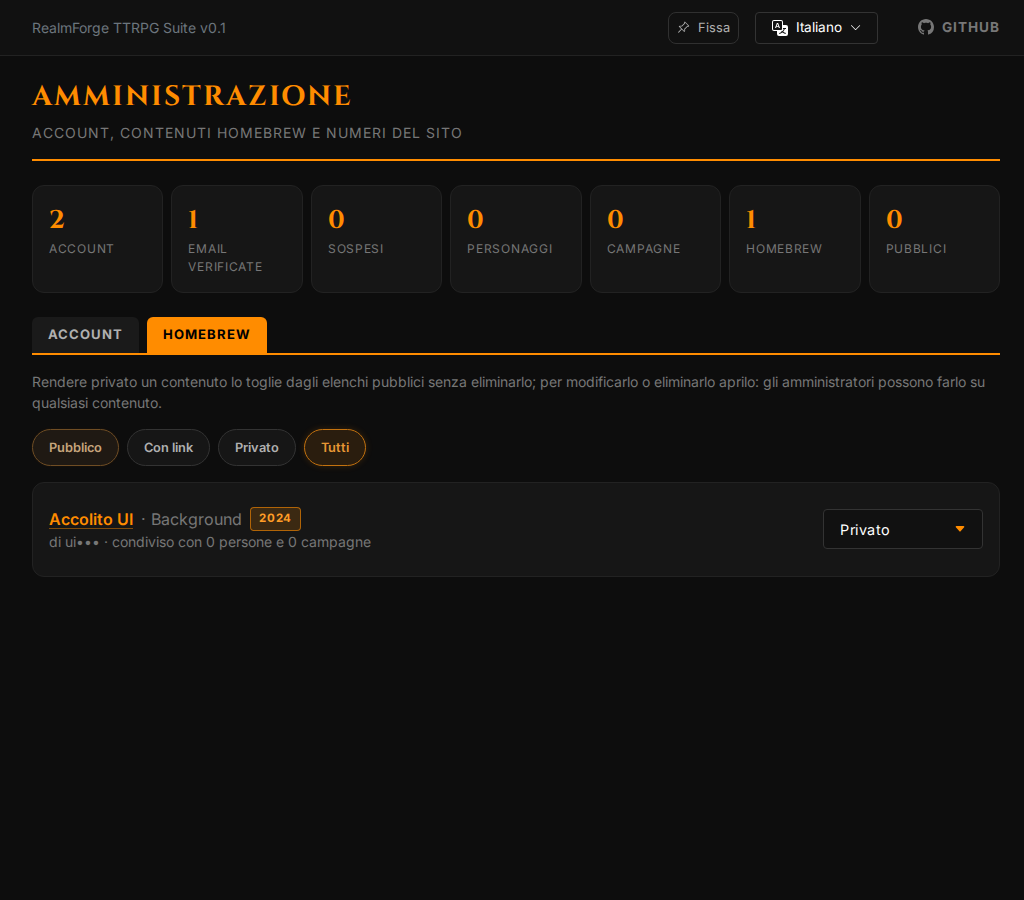 RealmForge TTRPG Suite v0.1
Fissa
Italiano
GITHUB
AMMINISTRAZIONE
ACCOUNT, CONTENUTI HOMEBREW E NUMERI DEL SITO
2
ACCOUNT
1
EMAIL
VERIFICATE
0
SOSPESI
0
PERSONAGGI
0
CAMPAGNE
1
HOMEBREW
0
PUBBLICI
ACCOUNT
HOMEBREW
Rendere privato un contenuto lo toglie dagli elenchi pubblici senza eliminarlo; per modificarlo o eliminarlo aprilo: gli amministratori possono farlo su
qualsiasi contenuto.
Pubblico
Con link
Privato
Tutti
Accolito UI · Background 2024
di ui••• · condiviso con 0 persone e 0 campagne
Privato